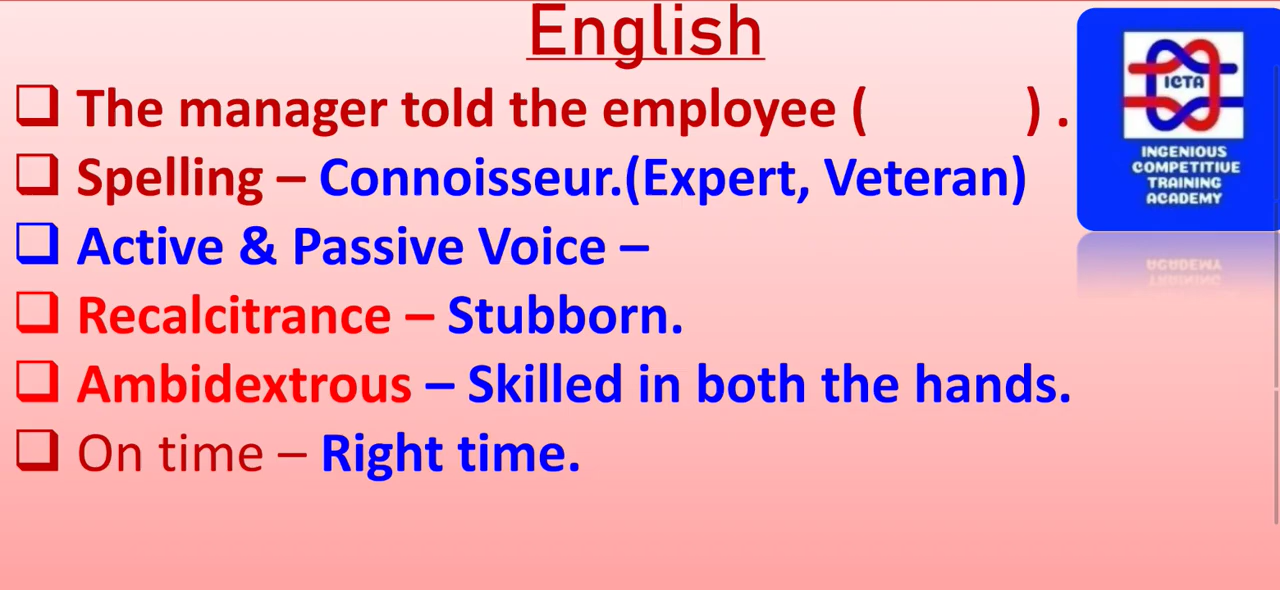 English
The manager told the employee (            ) .
Spelling – Connoisseur.(Expert, Veteran)
Active & Passive Voice –
Recalcitrance – Stubborn.
Ambidextrous – Skilled in both the hands.
On time – Right time.
ICTA
INGENIOUS
COMPETITIUE
TRAINING
ACADEMY